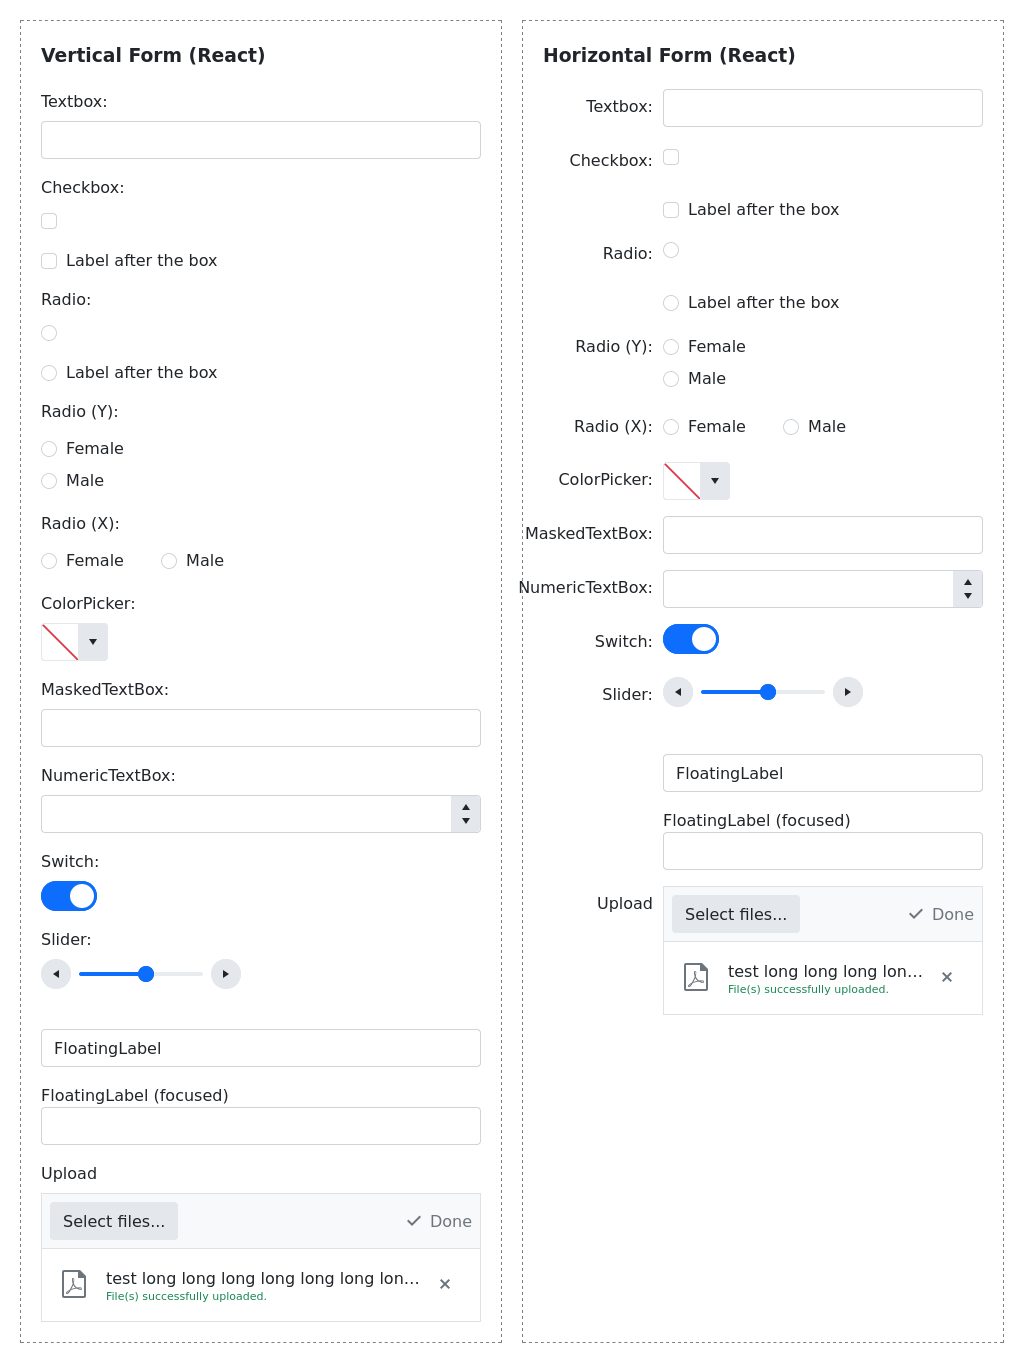 Vertical Form (React)
Textbox:
Checkbox:
Label after the box
Radio:
Label after the box
Radio (Y):
Female
Male
Radio (X):
Female Male
ColorPicker:
MaskedTextBox:
NumericTextBox:
Switch:
Slider:
FloatingLabel
FloatingLabel (focused)
Upload
Select files... Done
test long long long long long long lon...
File(s) successfully uploaded.
Horizontal Form (React)
Textbox:
Checkbox:
Label after the box
Radio:
Label after the box
Radio (Y): Female
Male
Radio (X): Female Male
ColorPicker:
MaskedTextBox:
NumericTextBox:
Switch:
Slider:
FloatingLabel
FloatingLabel (focused)
Upload Select files... Done
test long long long lon...
File(s) successfully uploaded.